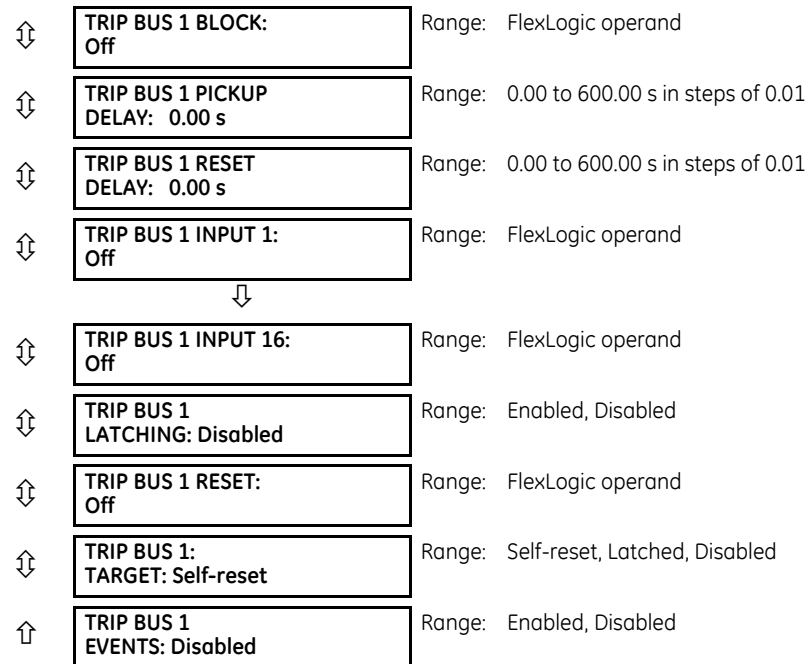 TRIP BUS 1 BLOCK:
Off
Range: FlexLogic operand
TRIP BUS 1 PICKUP
DELAY: 0.00 s
Range: 0.00 to 600.00 s in steps of 0.01
TRIP BUS 1 RESET
DELAY: 0.00 s
Range: 0.00 to 600.00 s in steps of 0.01
TRIP BUS 1 INPUT 1:
Off
Range: FlexLogic operand
TRIP BUS 1 INPUT 16:
Off
Range: FlexLogic operand
TRIP BUS 1
LATCHING: Disabled
Range: Enabled, Disabled
TRIP BUS 1 RESET:
Off
Range: FlexLogic operand
TRIP BUS 1:
TARGET: Self-reset
Range: Self-reset, Latched, Disabled
TRIP BUS 1
EVENTS: Disabled
Range: Enabled, Disabled